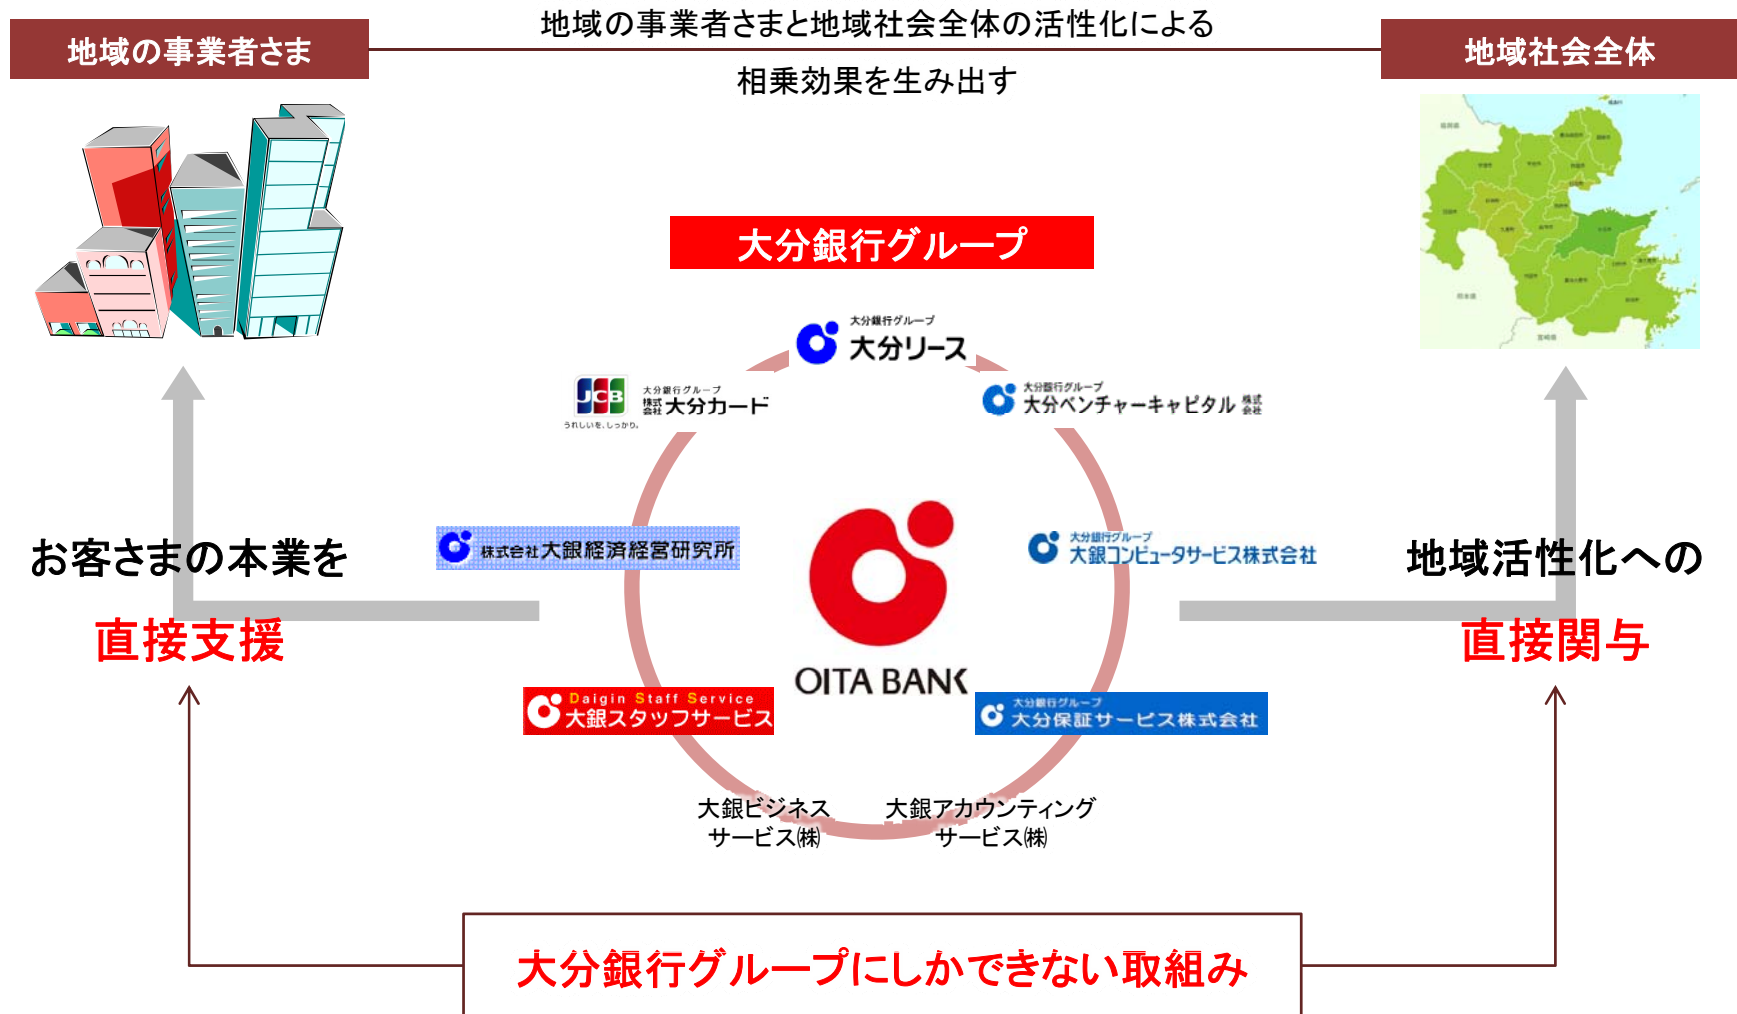 地域の事業者さまと地域社会全体の活性化による
相乗効果を生み出す
地域の事業者さま
地域社会全体
大分銀行グループ
大分銀行グループ
大分リース
JCB
うれしいを、しっかり。
大分銀行グループ
株式会社 大分カード
大分銀行グループ
大分ベンチャーキャピタル 株式会社
株式会社 大銀経済経営研究所
大分銀行グループ
大銀コンピュータサービス株式会社
お客さまの本業を
直接支援
地域活性化への
直接関与
OITA BANK
Daigin Staff Service
大銀スタッフサービス
大分銀行グループ
大分保証サービス株式会社
大銀ビジネス
サービス㈱
大銀アカウンティング
サービス㈱
大分銀行グループにしかできない取組み